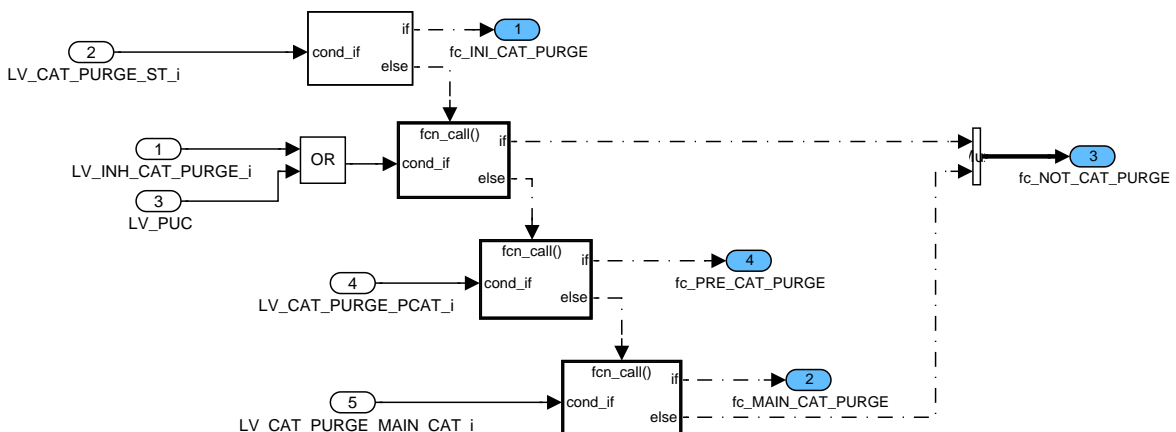 if
1
cond_if
fc_INI_CAT_PURGE
2
else
LV_CAT_PURGE_ST_i
fcn_call()
if
1
LV_INH_CAT_PURGE_i
OR
cond_if
3
fc_NOT_CAT_PURGE
else
3
LV_PUC
fcn_call()
if
4
fc_PRE_CAT_PURGE
4
cond_if
LV_CAT_PURGE_PCAT_i
else
fcn_call()
if
2
fc_MAIN_CAT_PURGE
5
cond_if
else
LV_CAT_PURGE_MAIN_CAT_i